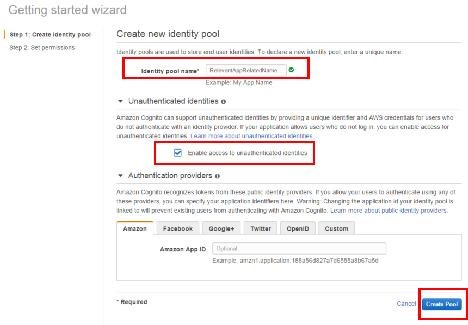 Getting started wizard
Step 1: Create identity pool
Step 2: Set permissions
Create new identity pool
Identity pools are used to store end user identities. To declare a new identity pool, enter a unique name.
Identity pool name*
RelevantAppRelatedName
Example: My App Name
Unauthenticated identities
Amazon Cognito can support unauthenticated identities by providing a unique identifier and AWS credentials for users who
do not authenticate with an identity provider. If your application allows users who do not log in, you can enable access for
unauthenticated identities. Learn more about unauthenticated identities.
Enable access to unauthenticated identities
Authentication providers
Amazon Cognito recognizes tokens from these public identity providers. If you allow your users to authenticate using any of
these providers, you can specify your application identifiers here. Warning: Changing the application id your identity pool is
linked to will prevent existing users from authenticating with Amazon Cognito. Learn more about public identity providers.
Amazon Facebook Google+ Twitter OpenID Custom
Amazon App ID
Optional
Example:
* Required
Cancel
Create Pool